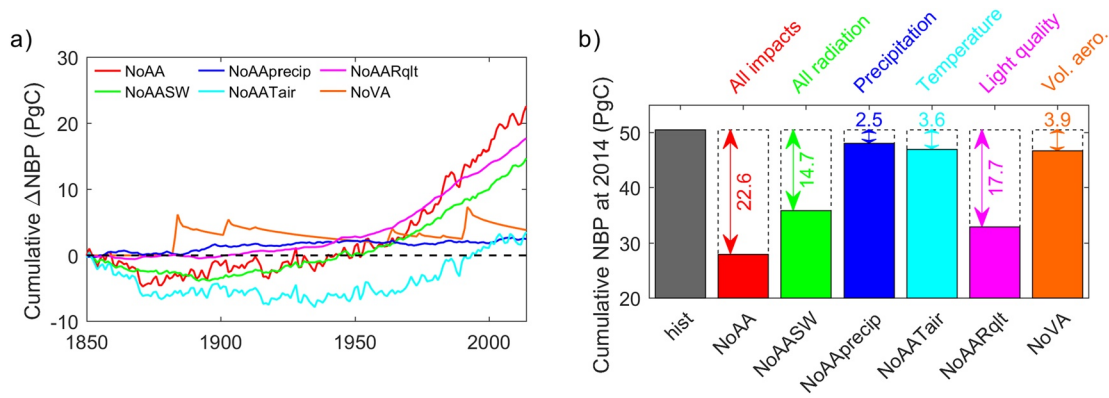 a)
Cumulative ΔNBP (PgC)
30
20
10
0
-10
NoAA
NoAAprecip
NoAARqlt
NoAASW
NoAATair
NoVA
1850
1900
1950
2000
b)
All impacts
All radiation
Precipitation
Temperature
Light quality
Vol. aero.
Cumulative NBP at 2014 (PgC)
50
40
30
20
22.6
14.7
2.5
3.6
17.7
3.9
hist
NoAA
NoAASW
NoAAprecip
NoAATair
NoAARqlt
NoVA